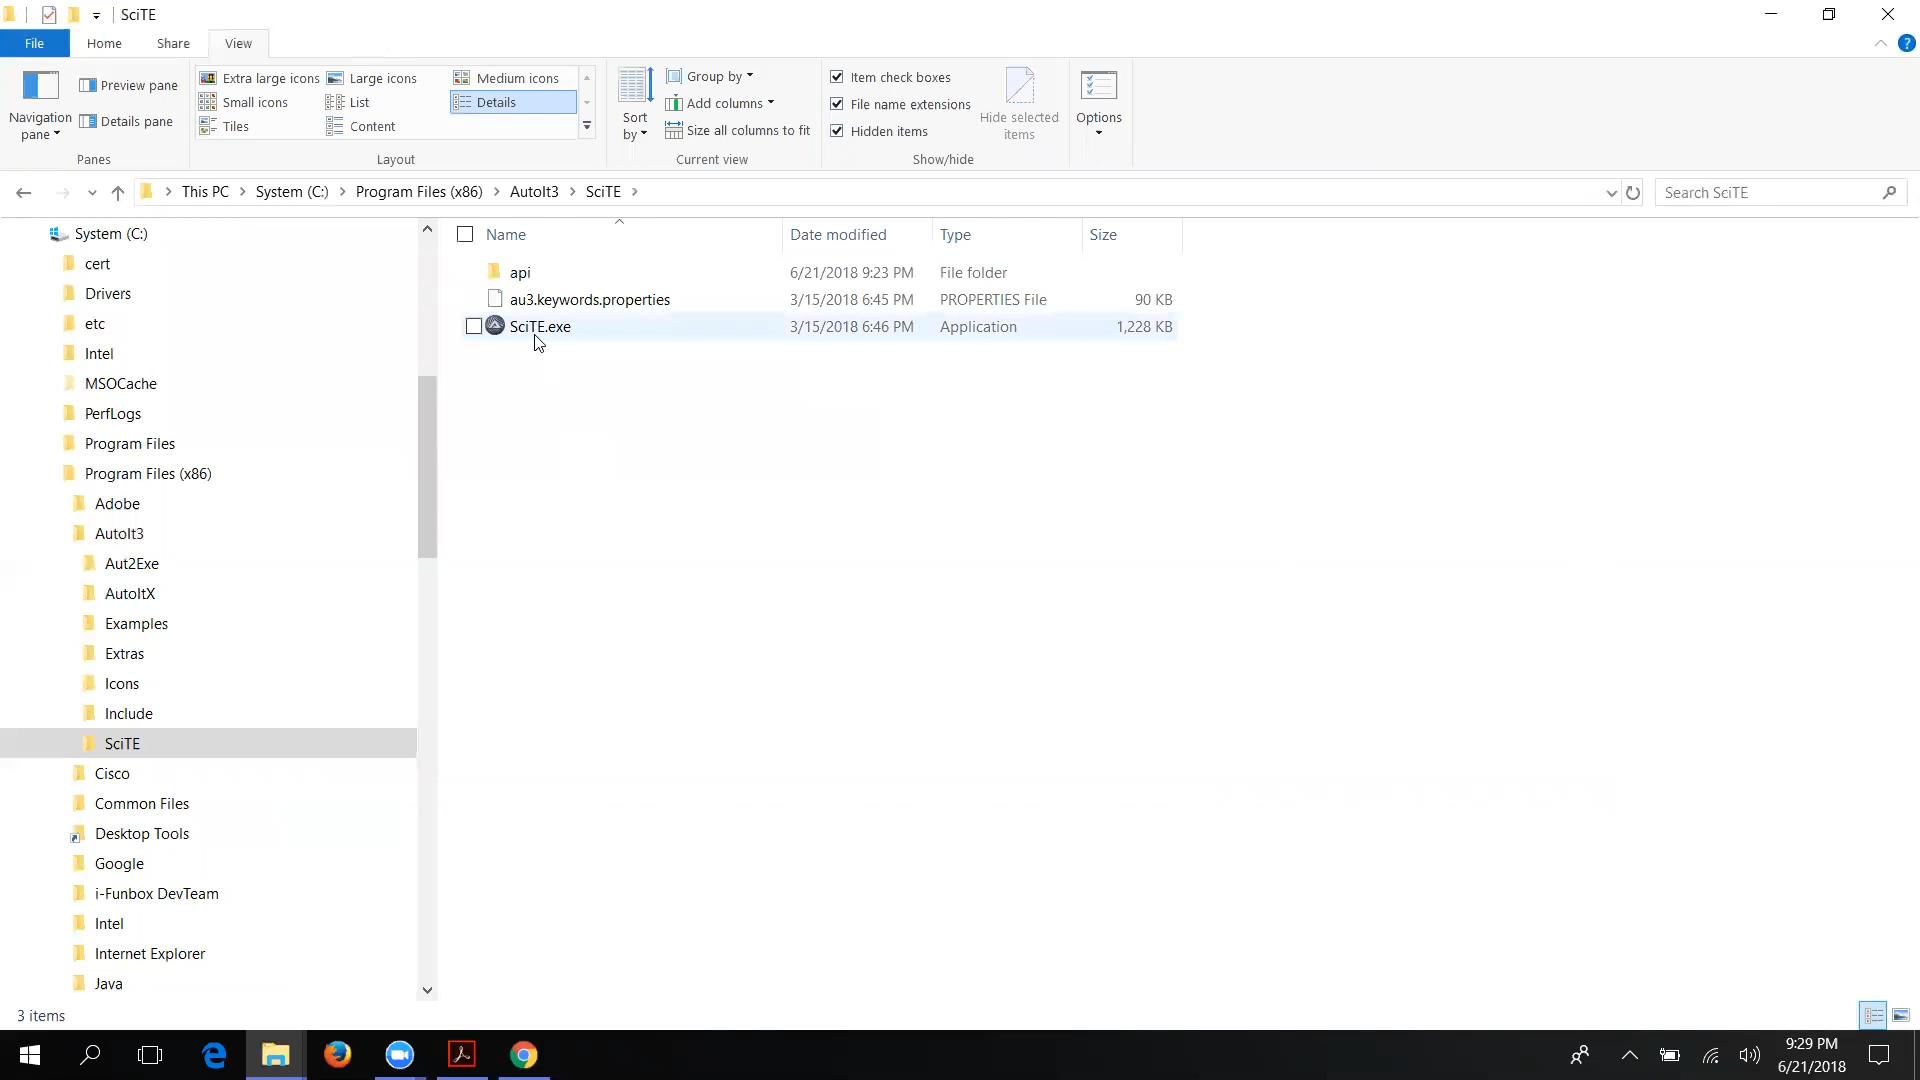 SciTE
File Home Share View
Navigation pane
Preview pane
Details pane
Panes
Extra large icons Large icons Medium icons
Small icons List Details
Tiles Content
Layout
Sort by
Group by
Add columns
Size all columns to fit
Current view
Item check boxes
File name extensions
Hidden items
Hide selected items
Show/hide
Options
This PC System (C:) Program Files (x86) AutoIt3 SciTE
Search SciTE
System (C:)
cert
Drivers
etc
Intel
MSOCache
PerfLogs
Program Files
Program Files (x86)
Adobe
AutoIt3
Aut2Exe
AutoItX
Examples
Extras
Icons
Include
SciTE
Cisco
Common Files
Desktop Tools
Google
i-Funbox DevTeam
Intel
Internet Explorer
Java
Name Date modified Type Size
api 6/21/2018 9:23 PM File folder
au3.keywords.properties 3/15/2018 6:45 PM PROPERTIES File 90 KB
SciTE.exe 3/15/2018 6:46 PM Application 1,228 KB
3 items
9:29 PM
6/21/2018